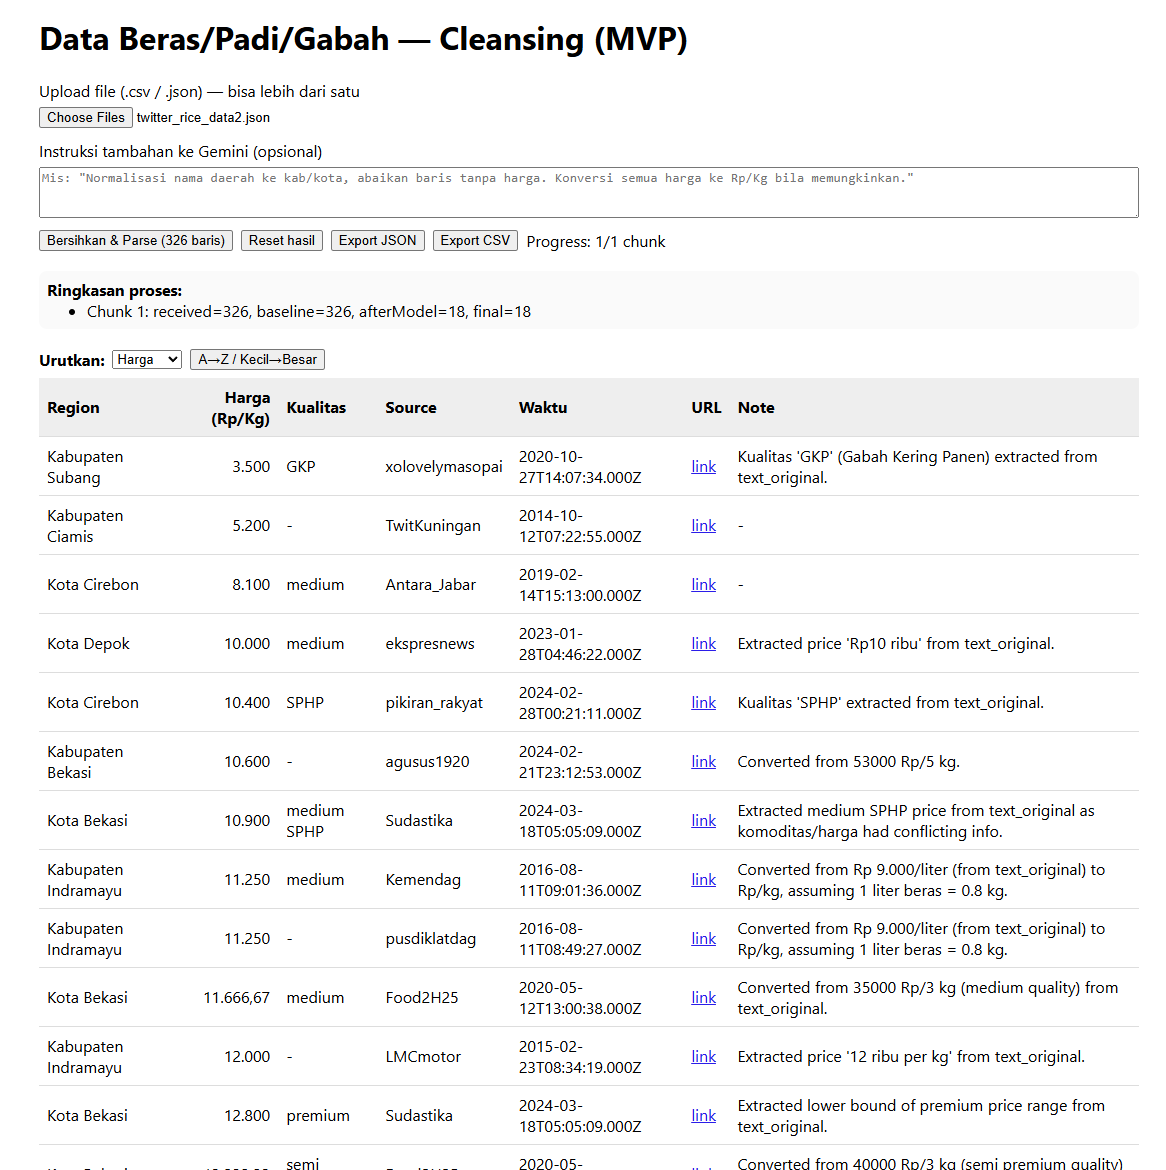 Data Beras/Padi/Gabah — Cleansing (MVP)
Upload file (.csv / .json) — bisa lebih dari satu
Choose Files twitter_rice_data2.json
Instruksi tambahan ke Gemini (opsional)
Mis: "Normalisasi nama daerah ke kab/kota, abaikan baris tanpa harga. Konversi semua harga ke Rp/Kg bila memungkinkan."
Bersihkan & Parse (326 baris) Reset hasil Export JSON Export CSV Progress: 1/1 chunk
Ringkasan proses:
• Chunk 1: received=326, baseline=326, afterModel=18, final=18
Urutkan: Harga A→Z / Kecil→Besar
Region Harga (Rp/Kg) Kualitas Source Waktu URL Note
Kabupaten Subang 3.500 GKP xolovelymasopai 2020-10-27T14:07:34.000Z link Kualitas 'GKP' (Gabah Kering Panen) extracted from text_original.
Kabupaten Ciamis 5.200 - TwitKuningan 2014-10-12T07:22:55.000Z link -
Kota Cirebon 8.100 medium Antara_Jabar 2019-02-14T15:13:00.000Z link -
Kota Depok 10.000 medium ekspresnews 2023-01-28T04:46:22.000Z link Extracted price 'Rp10 ribu' from text_original.
Kota Cirebon 10.400 SPHP pikiran_rakyat 2024-02-28T00:21:11.000Z link Kualitas 'SPHP' extracted from text_original.
Kabupaten Bekasi 10.600 - agusus1920 2024-02-21T23:12:53.000Z link Converted from 53000 Rp/5 kg.
Kota Bekasi 10.900 medium SPHP Sudastika 2024-03-18T05:05:09.000Z link Extracted medium SPHP price from text_original as komoditas/harga had conflicting info.
Kabupaten Indramayu 11.250 medium Kemendag 2016-08-11T09:01:36.000Z link Converted from Rp 9.000/liter (from text_original) to Rp/kg, assuming 1 liter beras = 0.8 kg.
Kabupaten Indramayu 11.250 - pusdiklatdag 2016-08-11T08:49:27.000Z link Converted from Rp 9.000/liter (from text_original) to Rp/kg, assuming 1 liter beras = 0.8 kg.
Kota Bekasi 11.666,67 medium Food2H25 2020-05-12T13:00:38.000Z link Converted from 35000 Rp/3 kg (medium quality) from text_original.
Kabupaten Indramayu 12.000 - LMCmotor 2015-02-23T08:34:19.000Z link Extracted price '12 ribu per kg' from text_original.
Kota Bekasi 12.800 premium Sudastika 2024-03-18T05:05:09.000Z link Extracted lower bound of premium price range from text_original.
semi 2020-05- Converted from 40000 Rp/3 kg (semi premium quality)